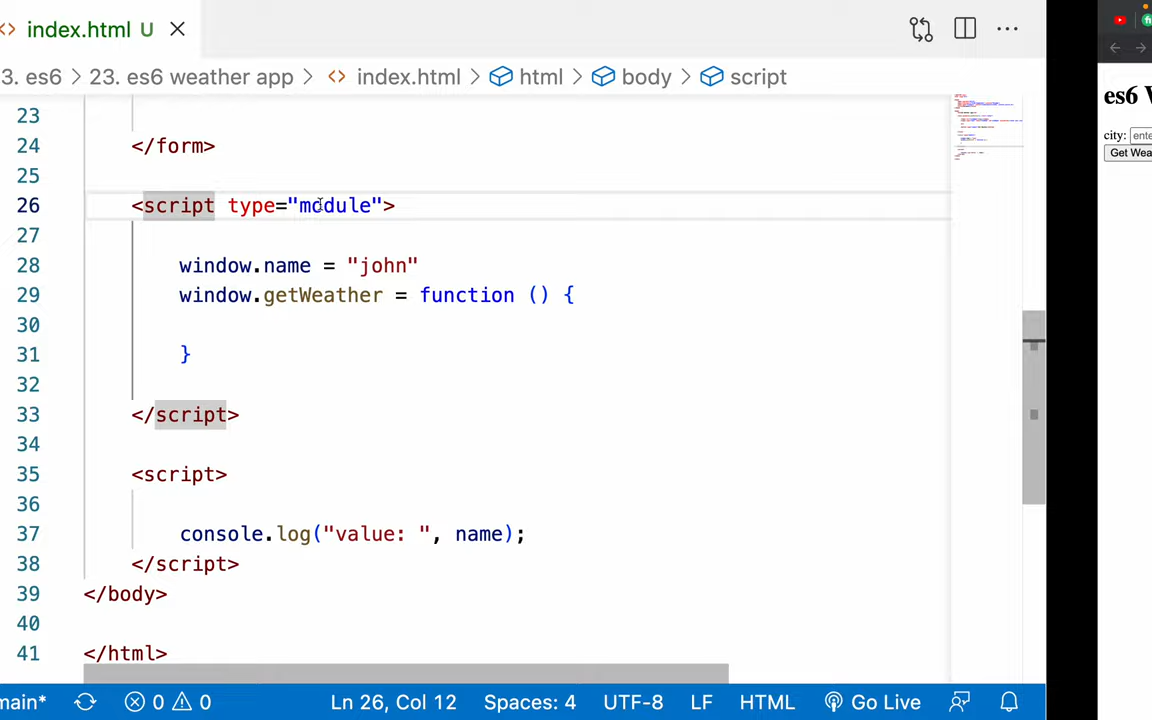 index.html U
3. es6 > 23. es6 weather app > index.html > html > body > script
23
24 </form>
25
26 <script type="module">
27
28 window.name = "john"
29 window.getWeather = function () {
30
31 }
32
33 </script>
34
35 <script>
36
37 console.log("value: ", name);
38 </script>
39 </body>
40
41 </html>
main* 0 0 Ln 26, Col 12 Spaces: 4 UTF-8 LF HTML Go Live
es6 W
city: ente
Get Wea